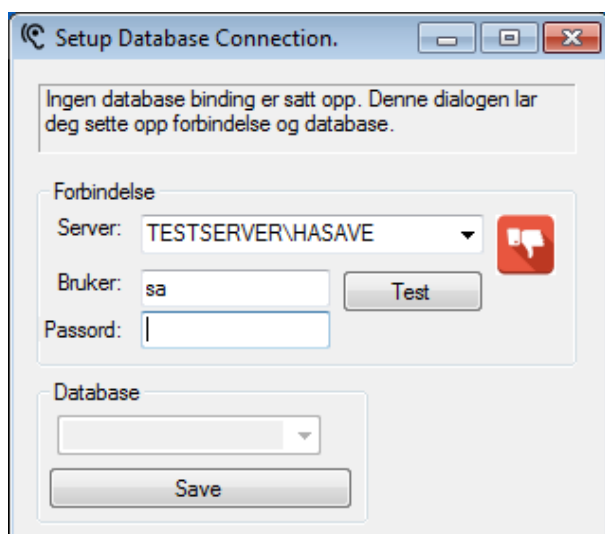 Setup Database Connection.
Ingen database binding er satt opp. Denne dialogen lar
deg sette opp forbindelse og database.
Forbindelse
Server: TESTSERVER\HASAVE
Bruker: sa Test
Passord:
Database
Save